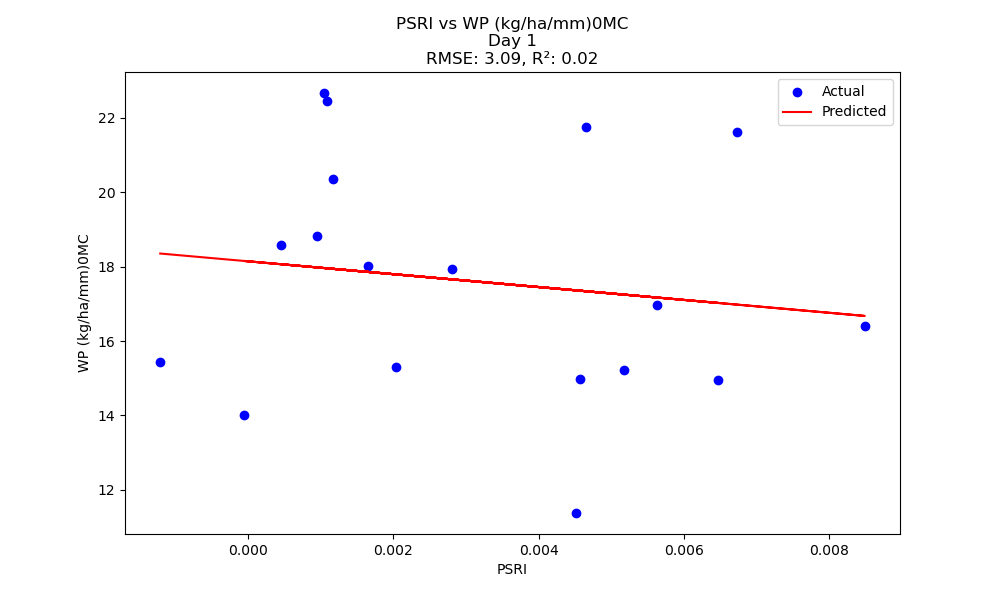 PSRI vs WP (kg/ha/mm)0MC
Day 1
RMSE: 3.09, R²: 0.02
Actual
Predicted
WP (kg/ha/mm)0MC
22
20
18
16
14
12
0.000
0.002
0.004
0.006
0.008
PSRI